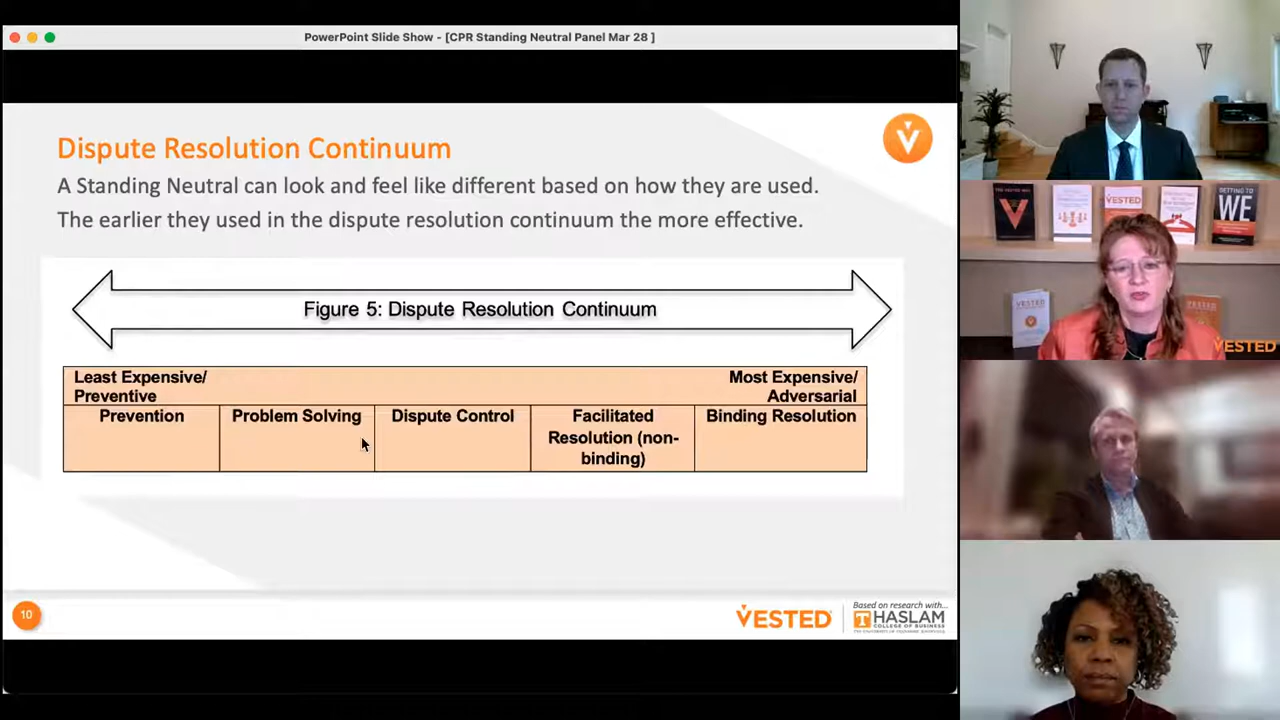 PowerPoint Slide Show - [CPR Standing Neutral Panel Mar 28 ]
Dispute Resolution Continuum
A Standing Neutral can look and feel like different based on how they are used.
The earlier they used in the dispute resolution continuum the more effective.
Figure 5: Dispute Resolution Continuum
Least Expensive/
Preventive
Most Expensive/
Adversarial
Prevention
Problem Solving
Dispute Control
Facilitated
Resolution (non-
binding)
Binding Resolution
10
VESTED
Based on research with...
T HASLAM
COLLEGE OF BUSINESS
VESTED
GETTING TO
WE
VESTED